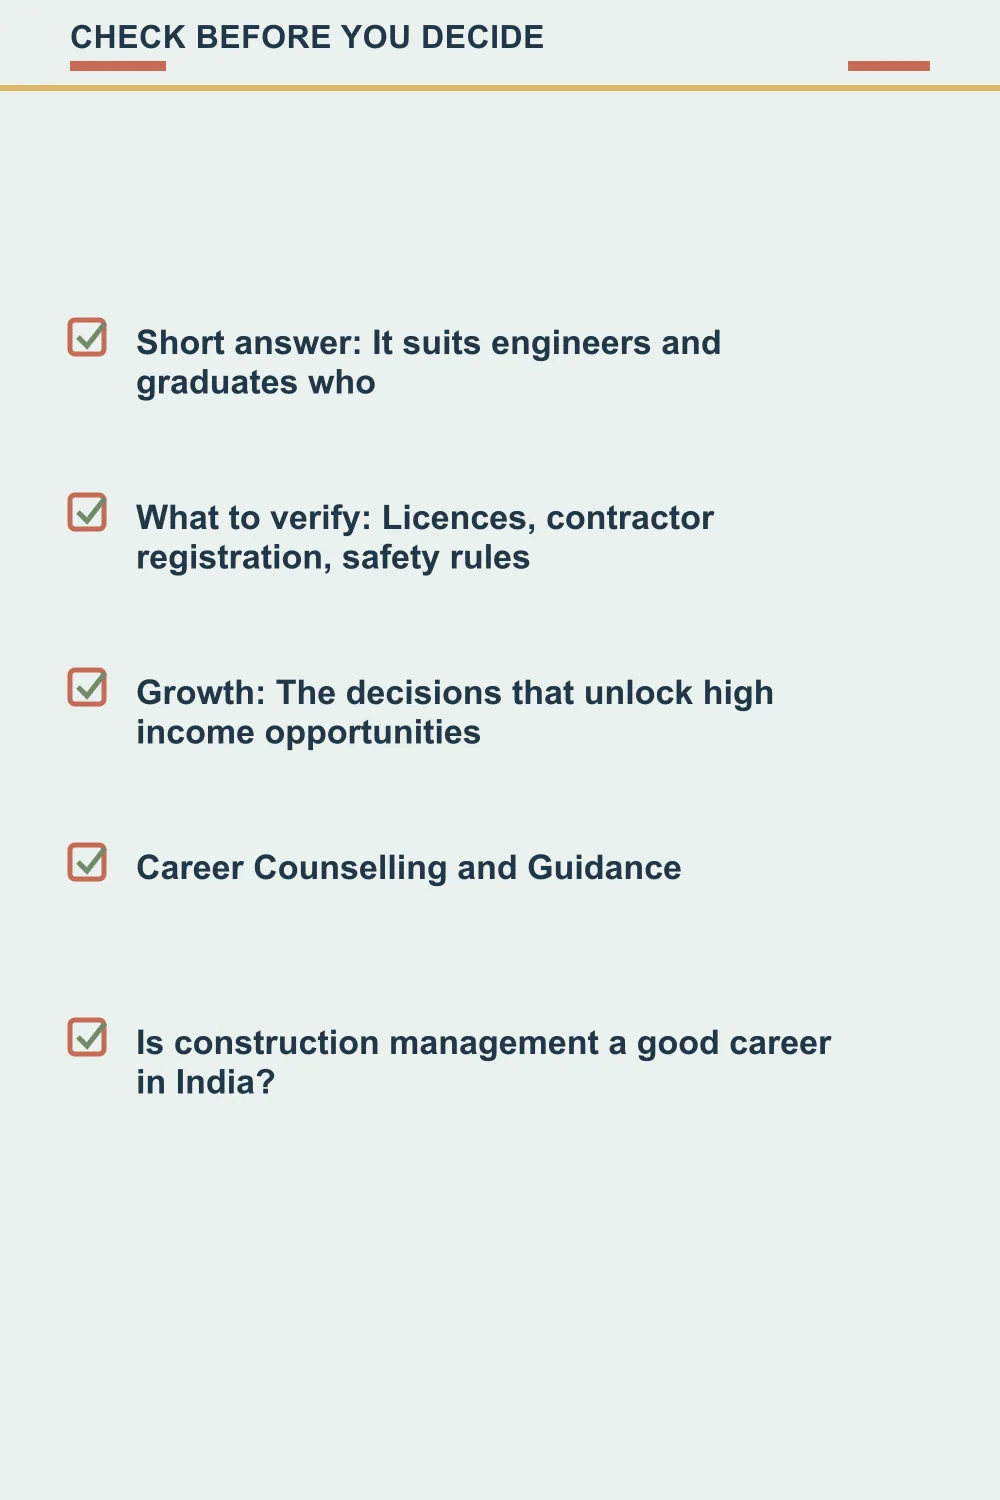 CHECK BEFORE YOU DECIDE
Short answer: It suits engineers and
graduates who
What to verify: Licences, contractor
registration, safety rules
Growth: The decisions that unlock high
income opportunities
Career Counselling and Guidance
Is construction management a good career
in India?